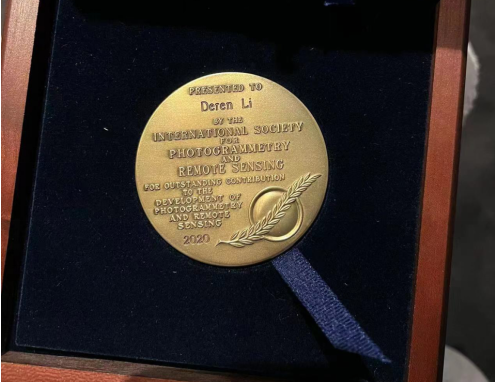 PRESENTED TO
Deren Li
BY THE
INTERNATIONAL SOCIETY
FOR
PHOTOGRAMMETRY
AND
REMOTE SENSING
FOR OUTSTANDING CONTRIBUTION
TO THE
DEVELOPMENT OF
PHOTOGRAMMETRY
AND REMOTE
SENSING
2020